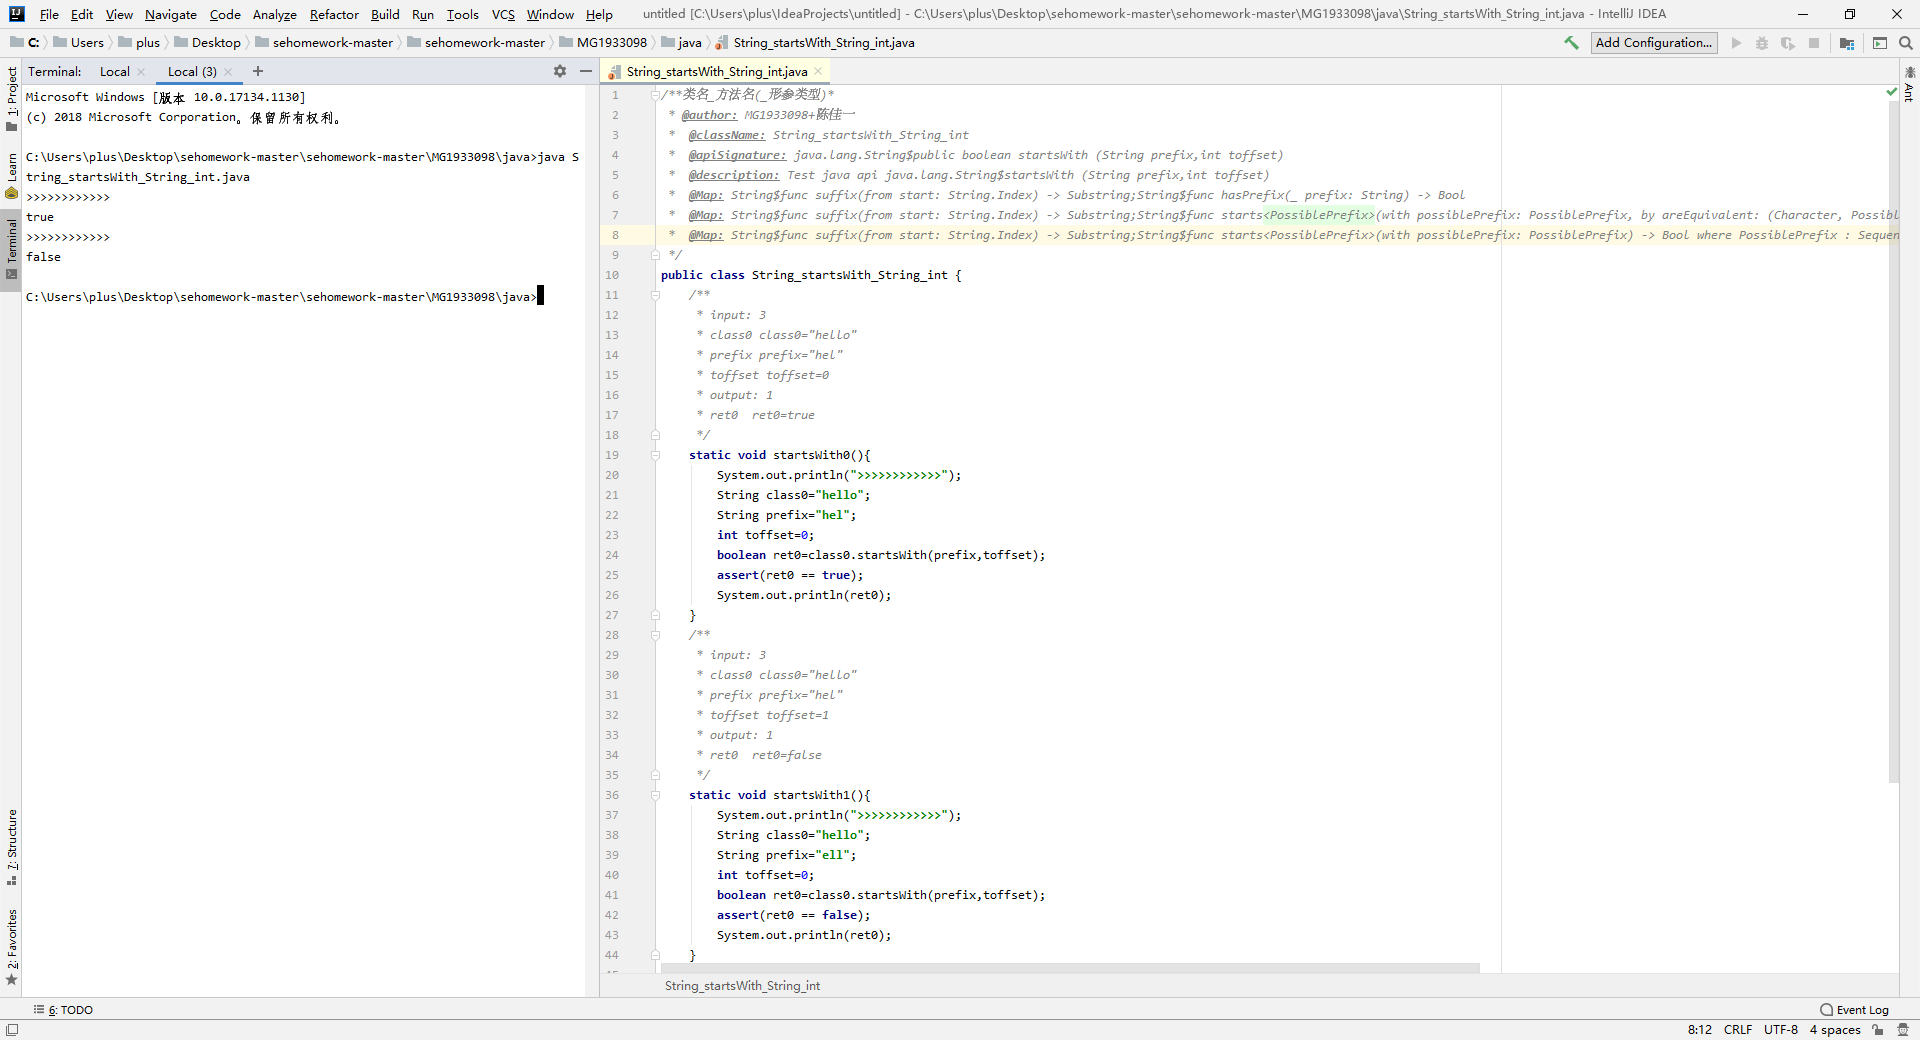 File Edit View Navigate Code Analyze Refactor Build Run Tools VCS Window Help untitled [C:\Users\plus\IdeaProjects\untitled] - C:\Users\plus\Desktop\sehomework-master\sehomework-master\MG1933098\java\String_startsWith_String_int.java - IntelliJ IDEA
C: Users plus Desktop sehomework-master sehomework-master MG1933098 java String_startsWith_String_int.java Add Configuration...
Terminal: Local Local (3) +
Microsoft Windows [版本 10.0.17134.1130]
(c) 2018 Microsoft Corporation。保留所有权利。
C:\Users\plus\Desktop\sehomework-master\sehomework-master\MG1933098\java>java S
tring_startsWith_String_int.java
>>>>>>>>>>>>
true
>>>>>>>>>>>>
false
C:\Users\plus\Desktop\sehomework-master\sehomework-master\MG1933098\java>
1: Project
Learn
Terminal
7: Structure
2: Favorites
String_startsWith_String_int.java
1 /**类名_方法名(_形参类型)*
2 * @author: MG1933098+陈佳一
3 * @className: String_startsWith_String_int
4 * @apiSignature: java.lang.String$public boolean startsWith (String prefix,int toffset)
5 * @description: Test java api java.lang.String$startsWith (String prefix,int toffset)
6 * @Map: String$func suffix(from start: String.Index) -> Substring;String$func hasPrefix(_ prefix: String) -> Bool
7 * @Map: String$func suffix(from start: String.Index) -> Substring;String$func starts<PossiblePrefix>(with possiblePrefix: PossiblePrefix, by areEquivalent: (Character, Possibl
8 * @Map: String$func suffix(from start: String.Index) -> Substring;String$func starts<PossiblePrefix>(with possiblePrefix: PossiblePrefix) -> Bool where PossiblePrefix : Sequen
9 */
10 public class String_startsWith_String_int {
11 /**
12 * input: 3
13 * class0 class0="hello"
14 * prefix prefix="hel"
15 * toffset toffset=0
16 * output: 1
17 * ret0  ret0=true
18 */
19 static void startsWith0(){
20 System.out.println(">>>>>>>>>>>>");
21 String class0="hello";
22 String prefix="hel";
23 int toffset=0;
24 boolean ret0=class0.startsWith(prefix,toffset);
25 assert(ret0 == true);
26 System.out.println(ret0);
27 }
28 /**
29 * input: 3
30 * class0 class0="hello"
31 * prefix prefix="hel"
32 * toffset toffset=1
33 * output: 1
34 * ret0  ret0=false
35 */
36 static void startsWith1(){
37 System.out.println(">>>>>>>>>>>>");
38 String class0="hello";
39 String prefix="ell";
40 int toffset=0;
41 boolean ret0=class0.startsWith(prefix,toffset);
42 assert(ret0 == false);
43 System.out.println(ret0);
44 }
String_startsWith_String_int
Ant
6: TODO Event Log
8:12 CRLF UTF-8 4 spaces